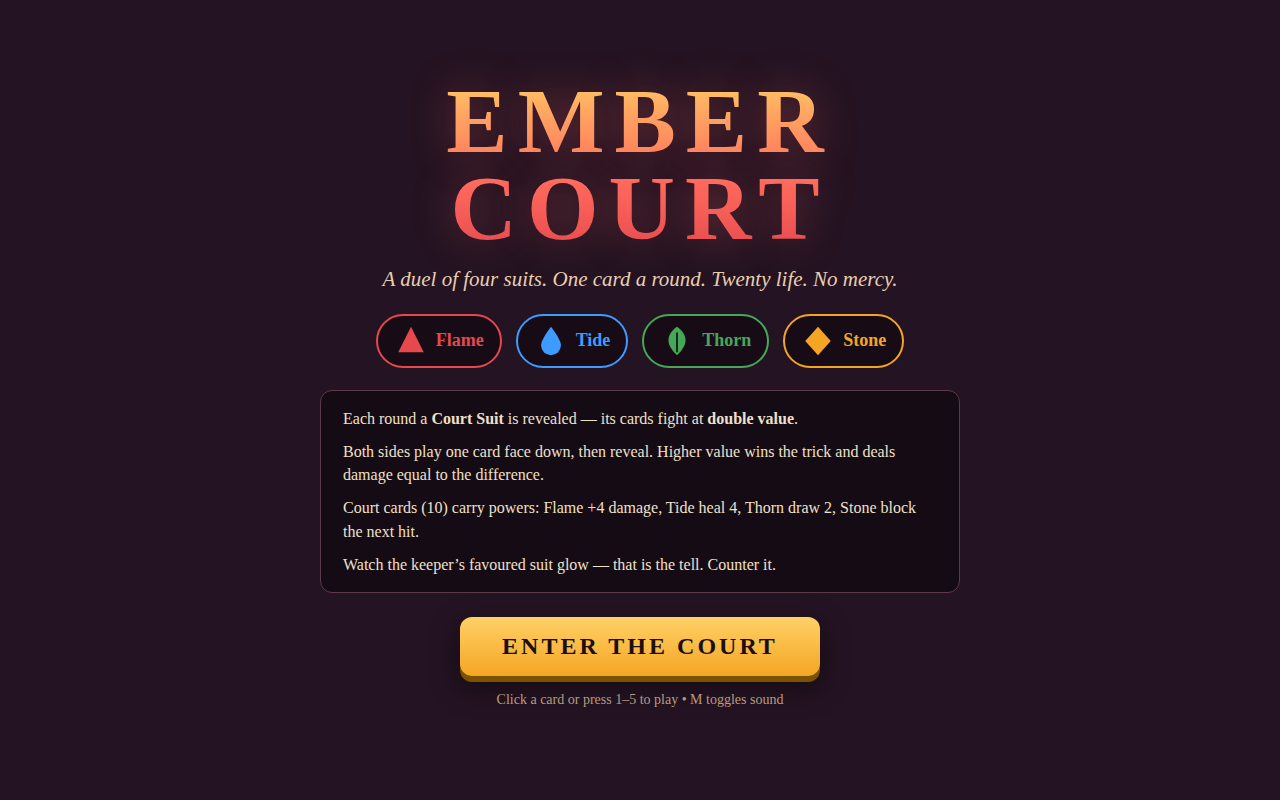 EMBER
COURT
A duel of four suits. One card a round. Twenty life. No mercy.
Flame
Tide
Thorn
Stone
Each round a Court Suit is revealed — its cards fight at double value.
Both sides play one card face down, then reveal. Higher value wins the trick and deals
damage equal to the difference.
Court cards (10) carry powers: Flame +4 damage, Tide heal 4, Thorn draw 2, Stone block
the next hit.
Watch the keeper’s favoured suit glow — that is the tell. Counter it.
ENTER THE COURT
Click a card or press 1–5 to play • M toggles sound